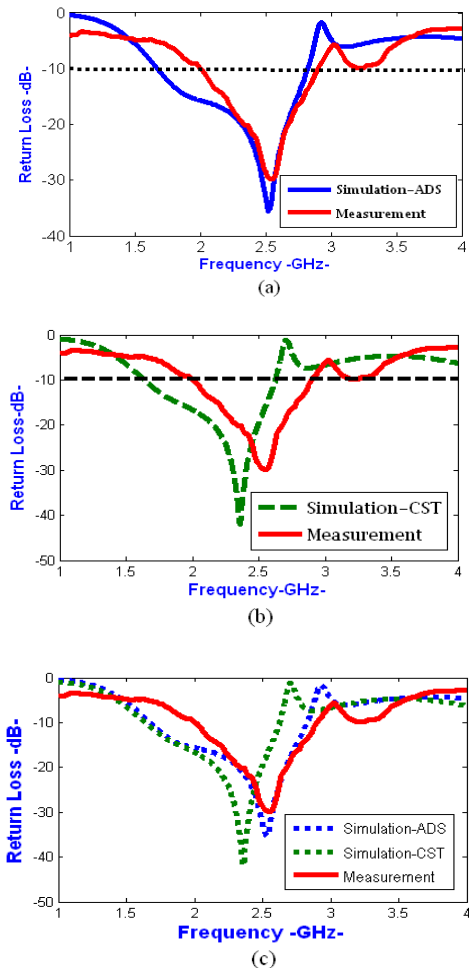 0
-10
-20
-30
-40
Return Loss -dB-
Simulation-ADS
Measurement
1
1.5
2
2.5
3
3.5
4
Frequency -GHz-
(a)
0
-10
-20
-30
-40
-50
Return Loss-dB-
Simulation-CST
Measurement
1
1.5
2
2.5
3
3.5
4
Frequency-GHz-
(b)
0
-10
-20
-30
-40
-50
Return Loss -dB-
Simulation-ADS
Simulation-CST
Measurement
1
1.5
2
2.5
3
3.5
4
Frequency -GHz-
(c)